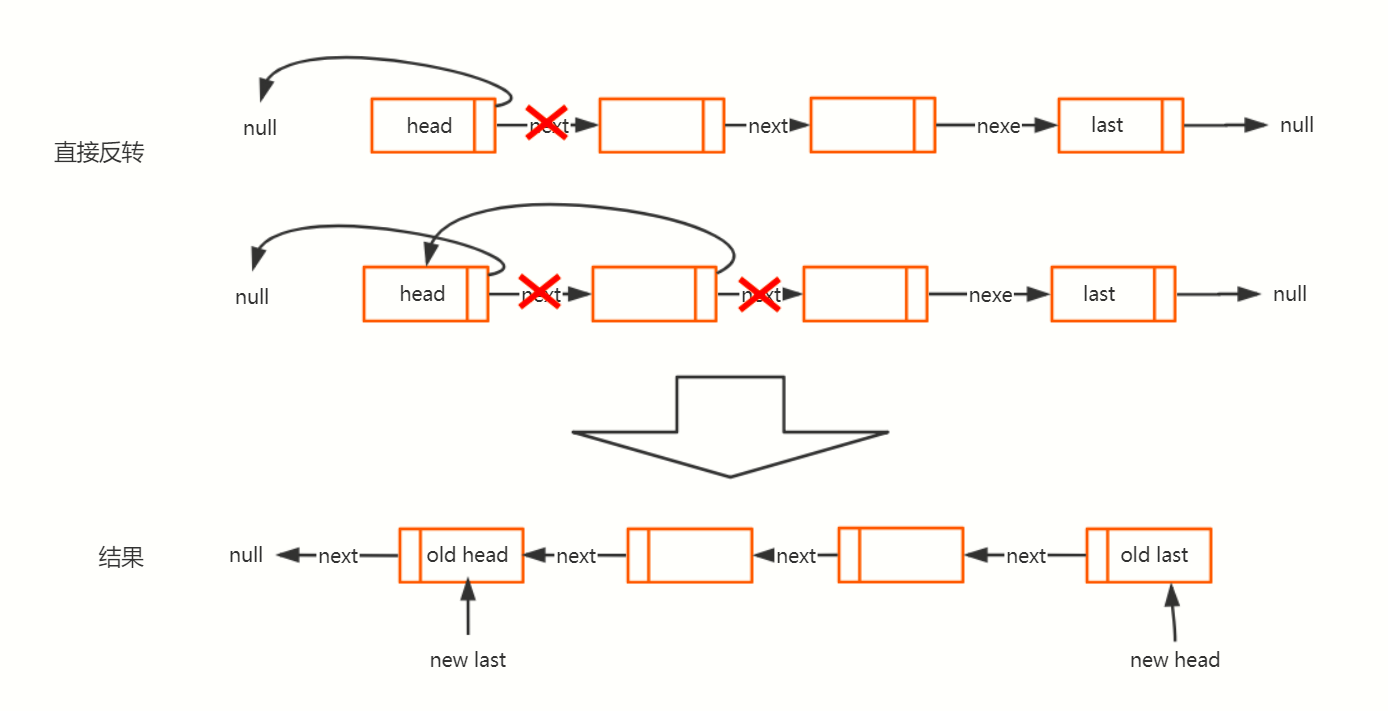 null
head
next
next
nexe
last
null
直接反转
null
head
next
next
nexe
last
null
结果
null
next
old head
next
next
next
old last
new last
new head